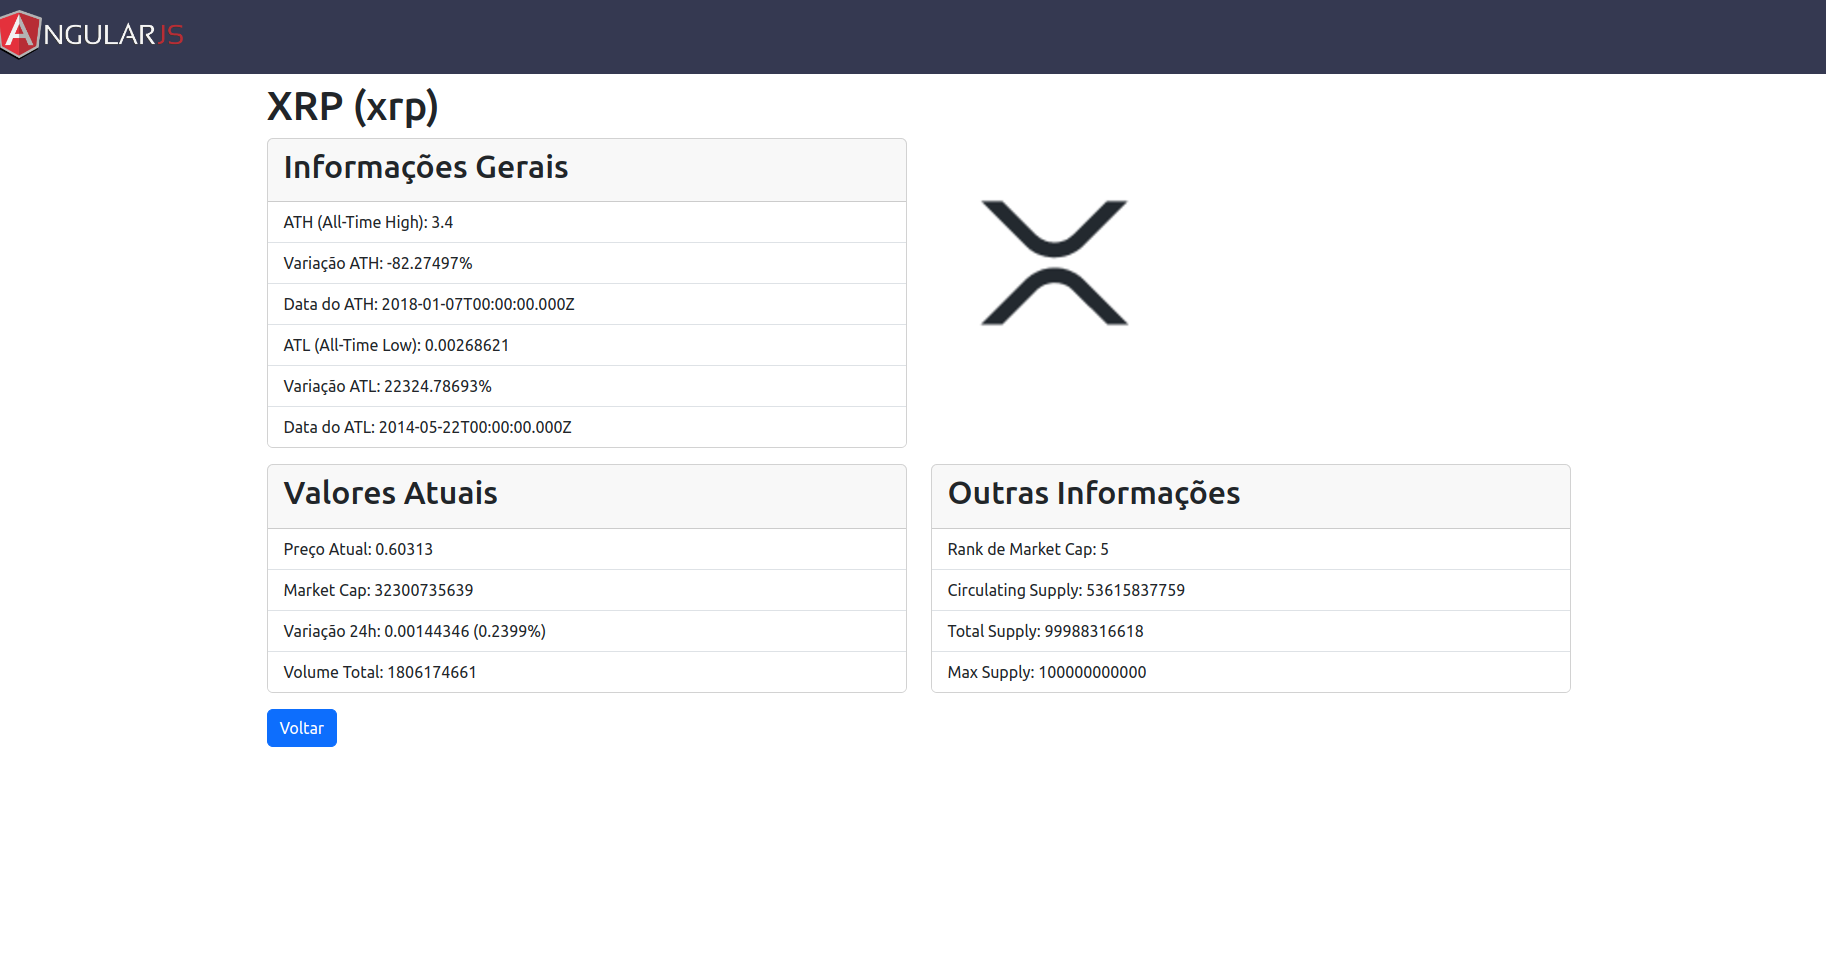 ANGULARJS
XRP (xrp)
Informações Gerais
ATH (All-Time High): 3.4
Variação ATH: -82.27497%
Data do ATH: 2018-01-07T00:00:00.000Z
ATL (All-Time Low): 0.00268621
Variação ATL: 22324.78693%
Data do ATL: 2014-05-22T00:00:00.000Z
Valores Atuais
Preço Atual: 0.60313
Market Cap: 32300735639
Variação 24h: 0.00144346 (0.2399%)
Volume Total: 1806174661
Outras Informações
Rank de Market Cap: 5
Circulating Supply: 53615837759
Total Supply: 99988316618
Max Supply: 100000000000
Voltar